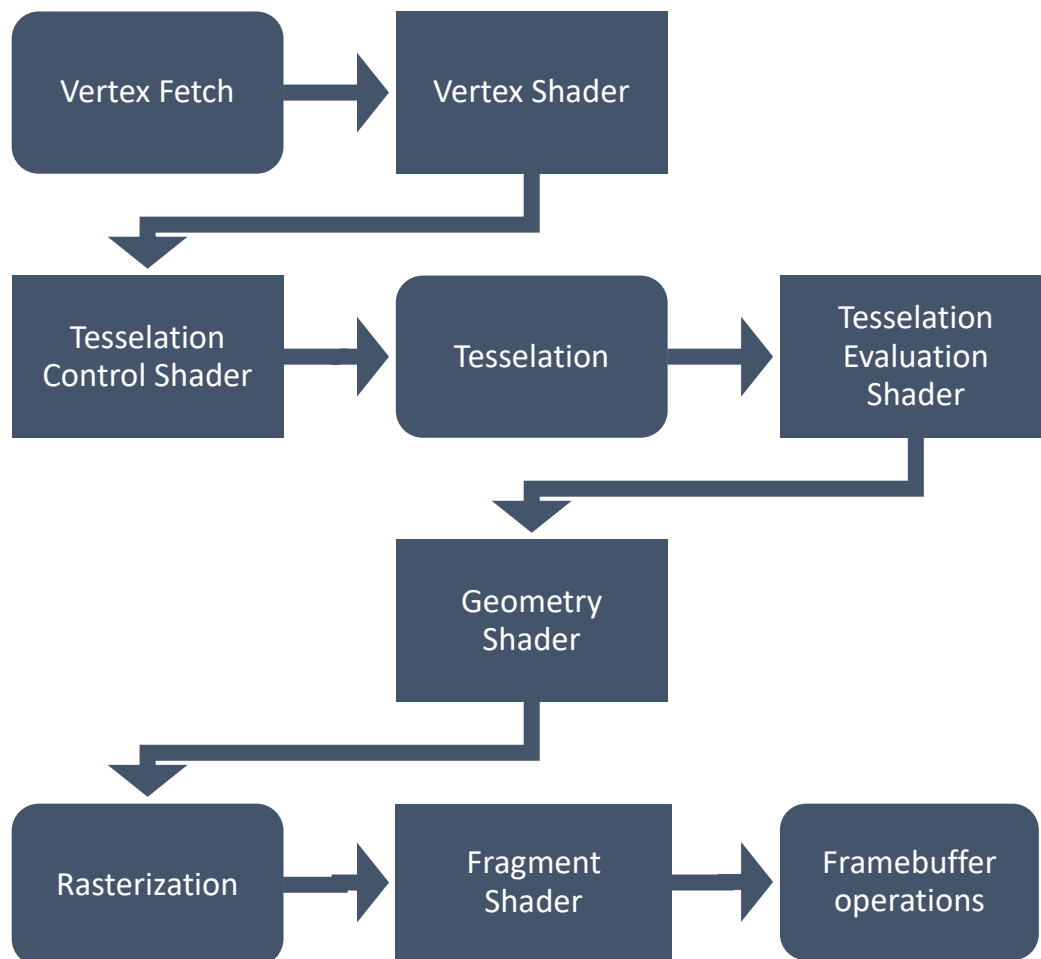 Vertex Fetch
Vertex Shader
Tesselation
Control Shader
Tesselation
Tesselation
Evaluation
Shader
Geometry
Shader
Rasterization
Fragment
Shader
Framebuffer
operations